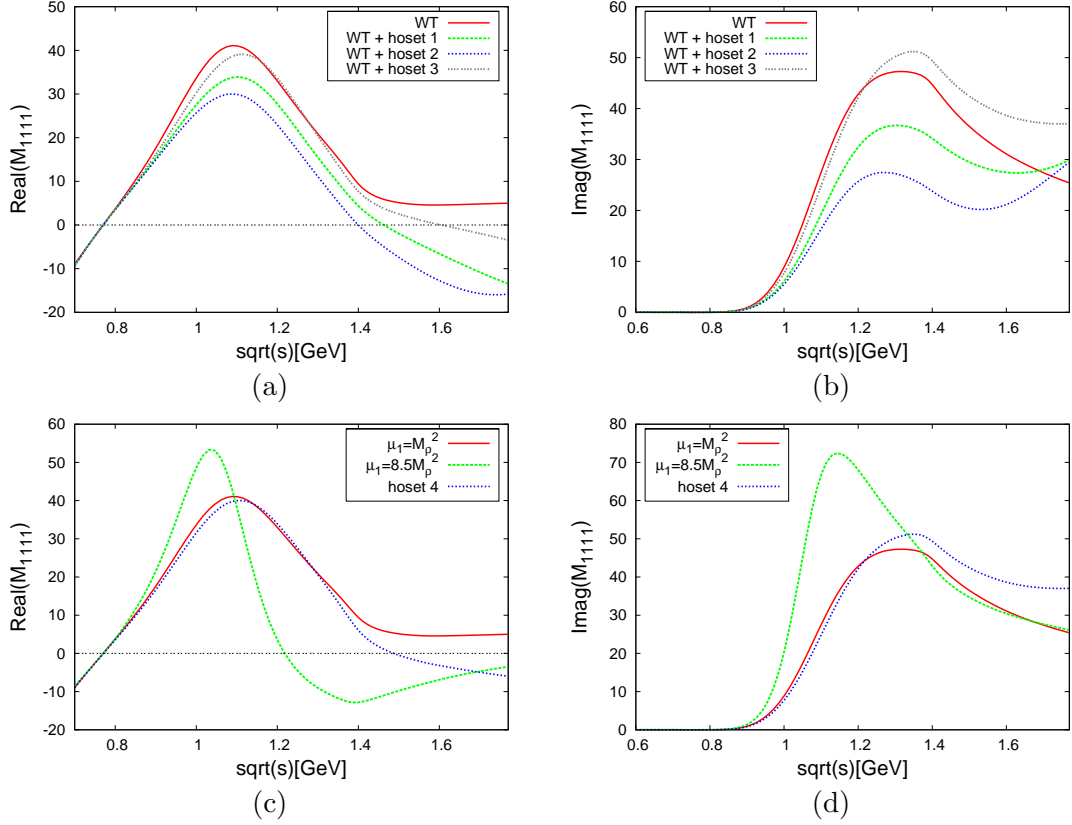 WT
WT + hoset 1
WT + hoset 2
WT + hoset 3
50
40
30
20
10
0
-10
-20
Real(M_1111)
0.8 1 1.2 1.4 1.6
sqrt(s)[GeV]
(a)
WT
WT + hoset 1
WT + hoset 2
WT + hoset 3
60
50
40
30
20
10
0
Imag(M_1111)
0.6 0.8 1 1.2 1.4 1.6
sqrt(s)[GeV]
(b)
μ₁=Mρ²
μ₁=8.5Mρ²
hoset 4
60
50
40
30
20
10
0
-10
-20
Real(M_1111)
0.8 1 1.2 1.4 1.6
sqrt(s)[GeV]
(c)
μ₁=Mρ²
μ₁=8.5Mρ²
hoset 4
80
70
60
50
40
30
20
10
0
Imag(M_1111)
0.6 0.8 1 1.2 1.4 1.6
sqrt(s)[GeV]
(d)